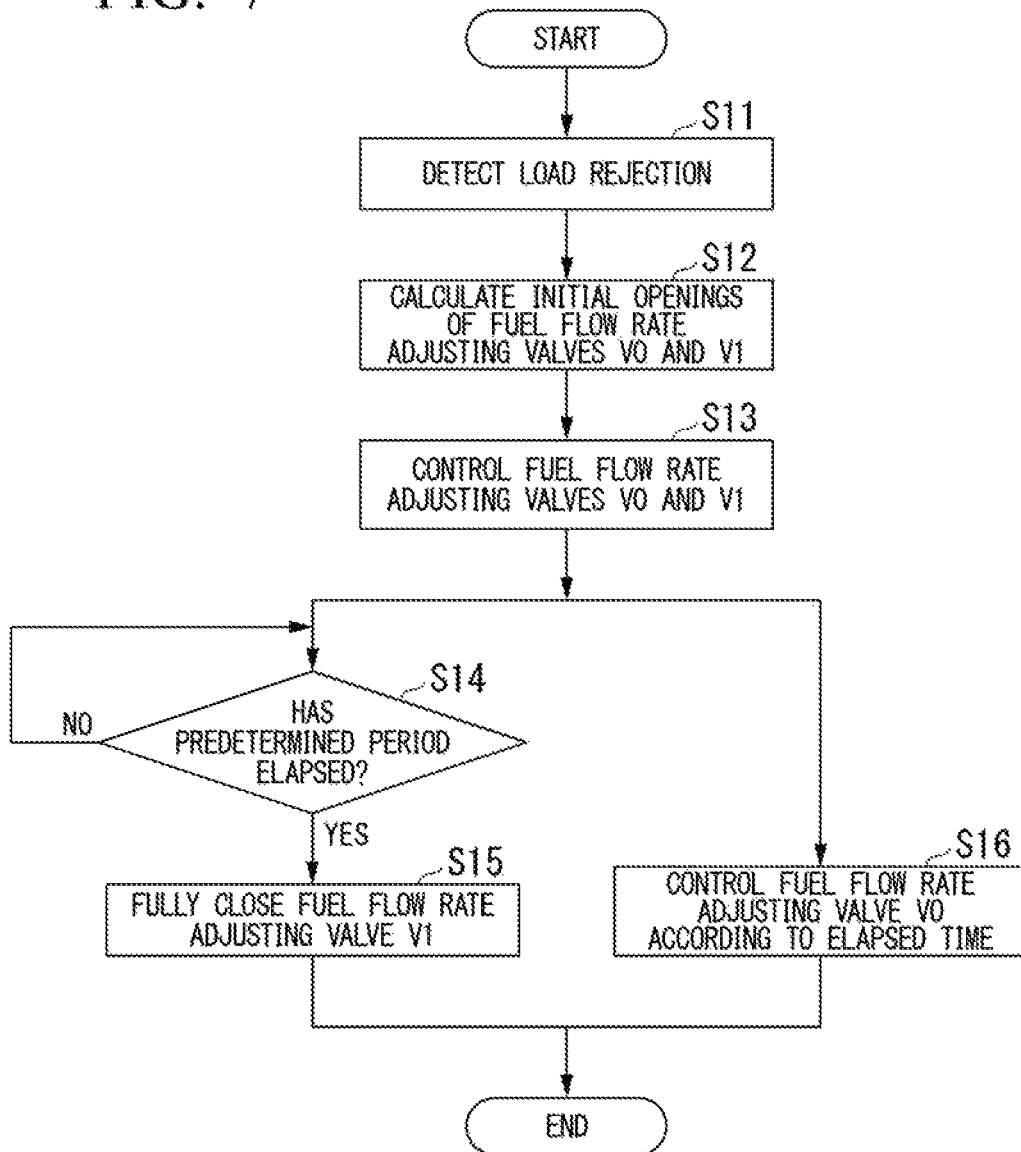 START
S11
DETECT LOAD REJECTION
S12
CALCULATE INITIAL OPENINGS
OF FUEL FLOW RATE
ADJUSTING VALVES V0 AND V1
S13
CONTROL FUEL FLOW RATE
ADJUSTING VALVES V0 AND V1
S14
NO
HAS
PREDETERMINED PERIOD
ELAPSED?
YES
S15
FULLY CLOSE FUEL FLOW RATE
ADJUSTING VALVE V1
S16
CONTROL FUEL FLOW RATE
ADJUSTING VALVE V0
ACCORDING TO ELAPSED TIME
END